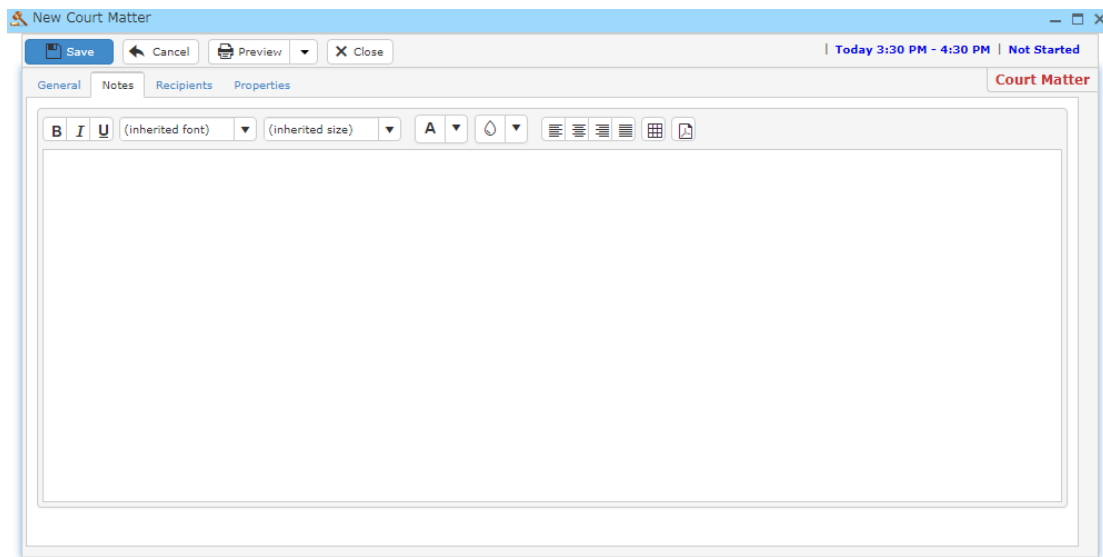 New Court Matter
Save Cancel Preview Close | Today 3:30 PM - 4:30 PM | Not Started
General Notes Recipients Properties Court Matter
B I U (inherited font) (inherited size) A